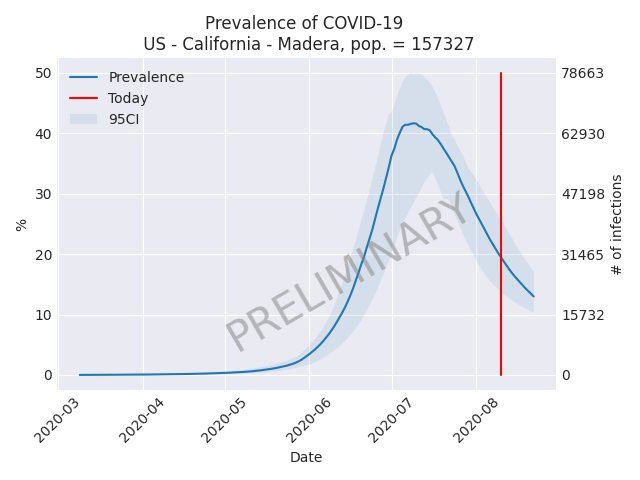 Prevalence of COVID-19
US - California - Madera, pop. = 157327
Prevalence
Today
95CI
50
40
30
20
10
0
%
78663
62930
47198
31465
15732
0
# of infections
PRELIMINARY
2020-03
2020-04
2020-05
2020-06
2020-07
2020-08
Date